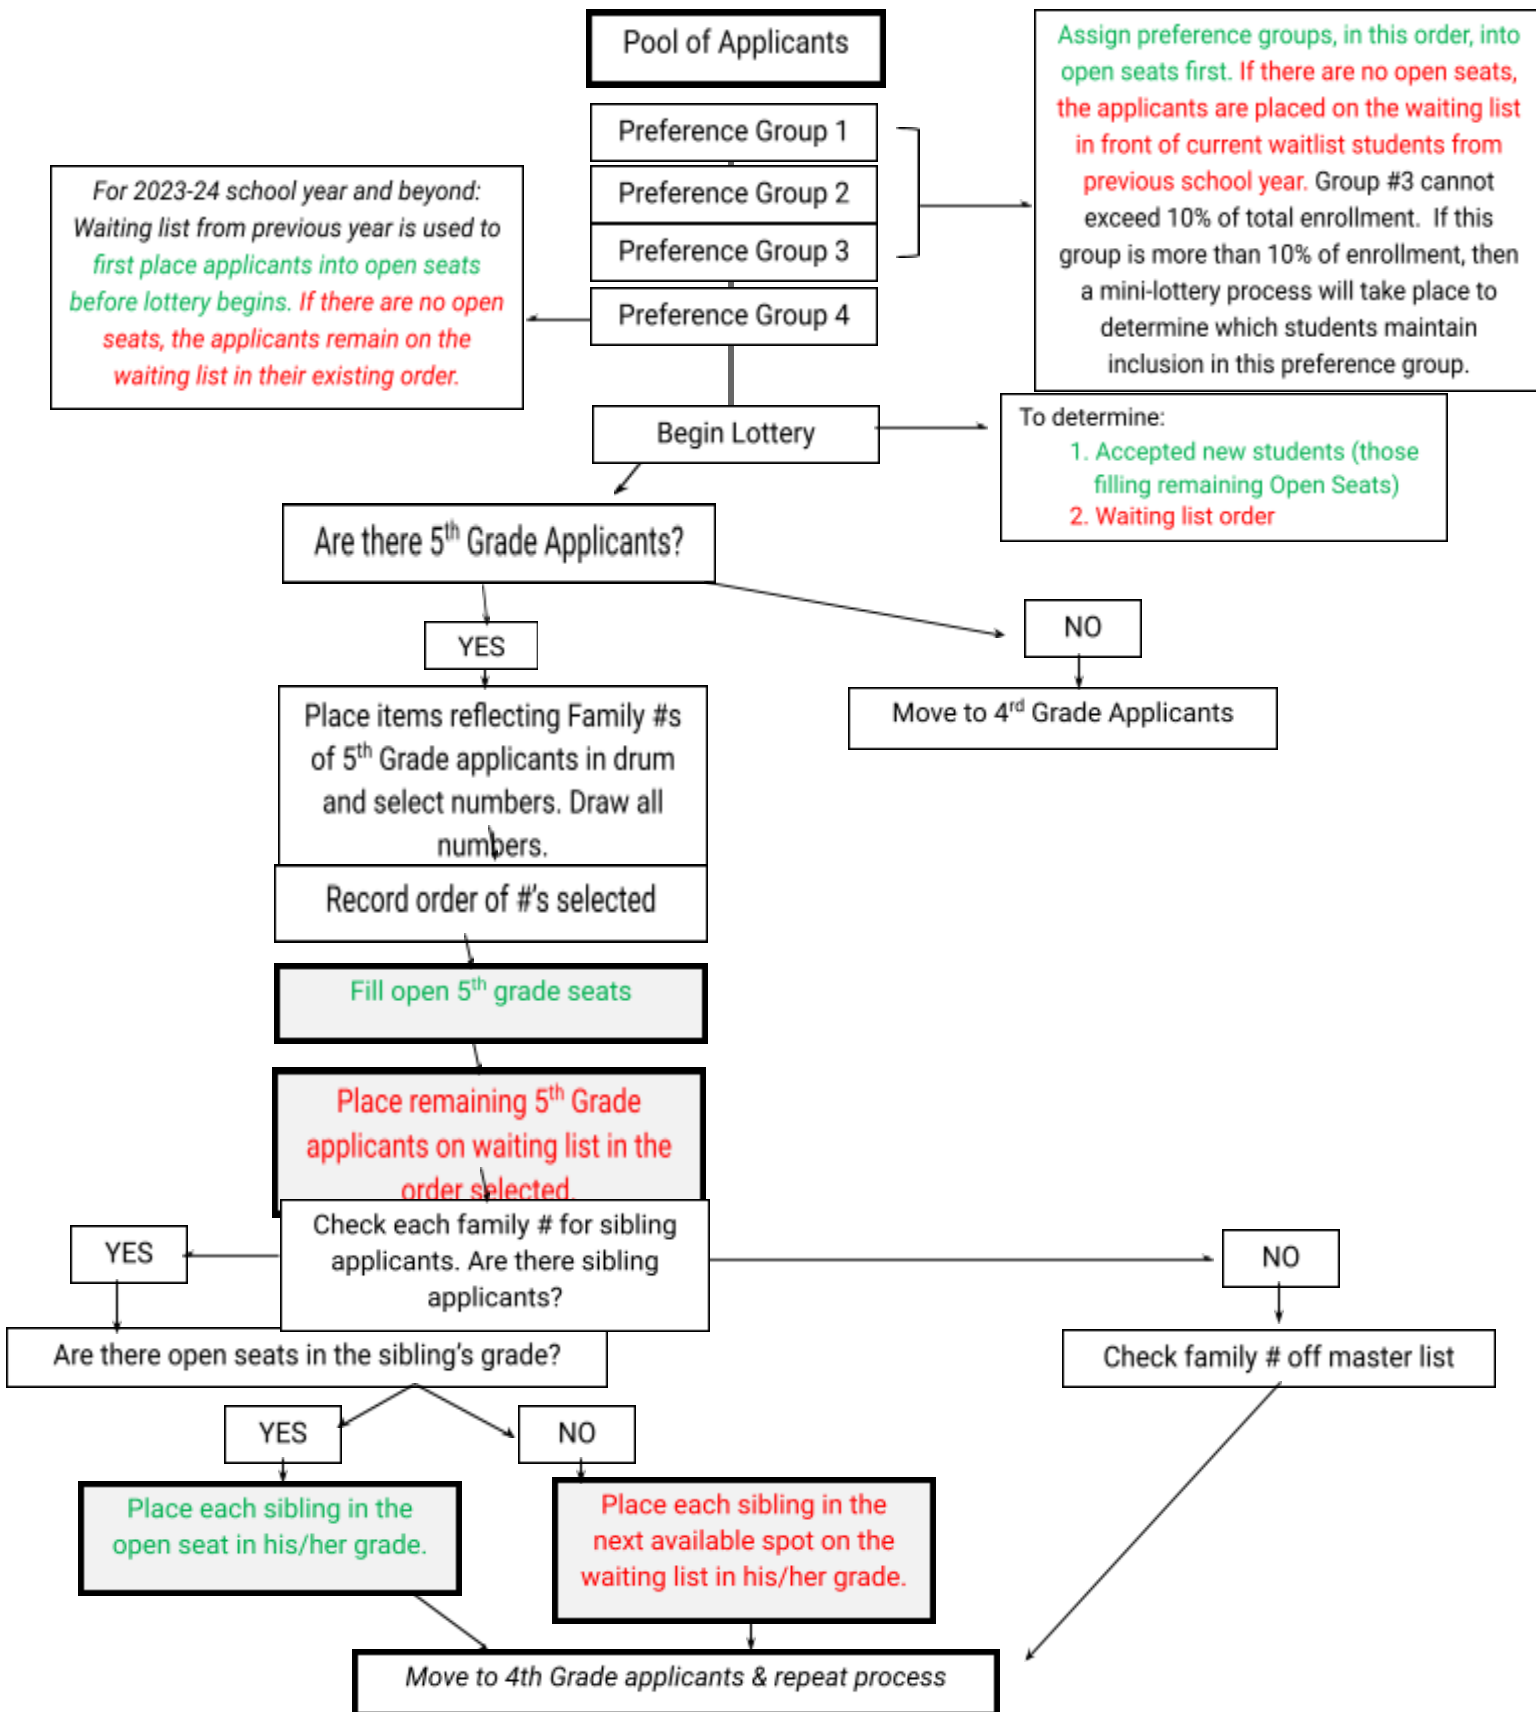 Pool of Applicants
Preference Group 1
Preference Group 2
Preference Group 3
Preference Group 4
Assign preference groups, in this order, into
open seats first. If there are no open seats,
the applicants are placed on the waiting list
in front of current waitlist students from
previous school year. Group #3 cannot
exceed 10% of total enrollment. If this
group is more than 10% of enrollment, then
a mini-lottery process will take place to
determine which students maintain
inclusion in this preference group.
For 2023-24 school year and beyond:
Waiting list from previous year is used to
first place applicants into open seats
before lottery begins. If there are no open
seats, the applicants remain on the
waiting list in their existing order.
Begin Lottery
To determine:
1. Accepted new students (those
filling remaining Open Seats)
2. Waiting list order
Are there 5th Grade Applicants?
YES
NO
Move to 4rd Grade Applicants
Place items reflecting Family #s
of 5th Grade applicants in drum
and select numbers. Draw all
numbers.
Record order of #'s selected
Fill open 5th grade seats
Place remaining 5th Grade
applicants on waiting list in the
order selected.
Check each family # for sibling
applicants. Are there sibling
applicants?
YES
NO
Are there open seats in the sibling's grade?
Check family # off master list
YES
NO
Place each sibling in the
open seat in his/her grade.
Place each sibling in the
next available spot on the
waiting list in his/her grade.
Move to 4th Grade applicants & repeat process